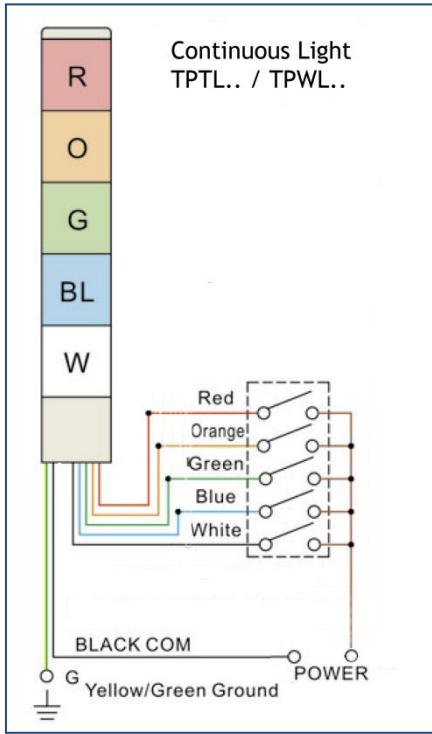 Continuous Light
TPTL.. / TPWL..
R
O
G
BL
W
Red
Orange
Green
Blue
White
BLACK COM
POWER
G
Yellow/Green Ground